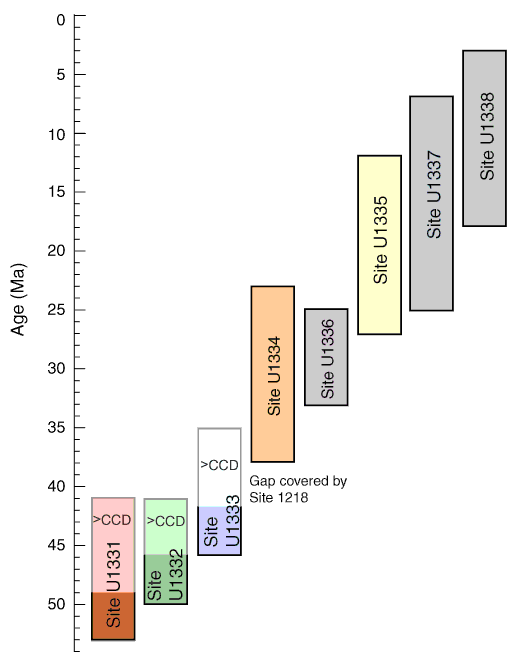 0
5
10
15
20
25
30
35
40
45
50
Age (Ma)
>CCD
Site U1331
>CCD
Site
U1332
>CCD
Site
U1333
Site U1334
Gap covered by
Site 1218
Site U1336
Site U1335
Site U1337
Site U1338